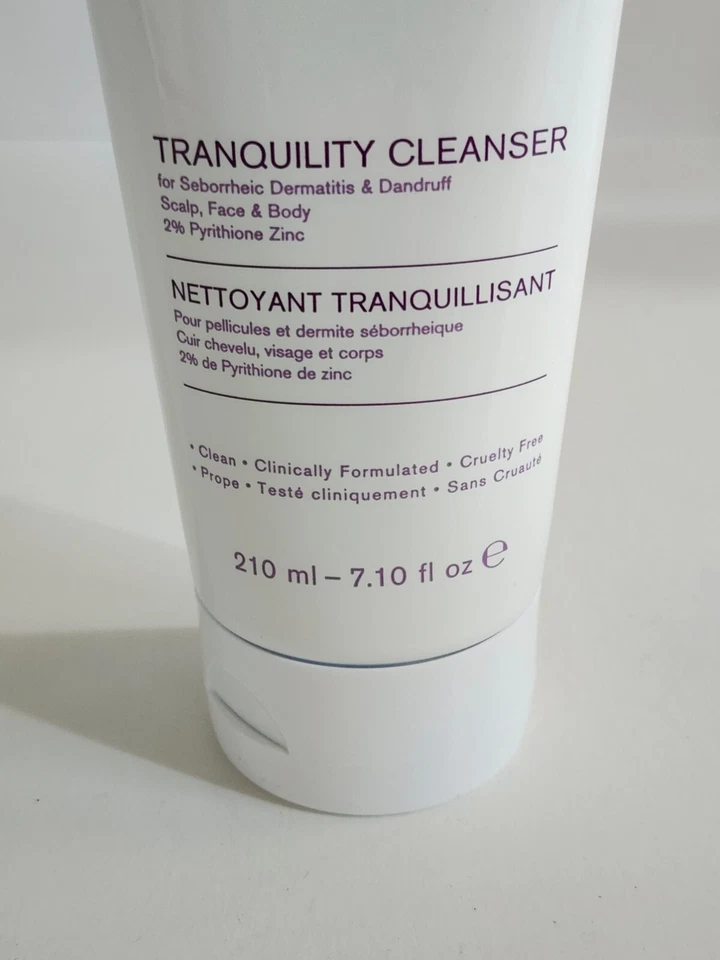 TRANQUILITY CLEANSER
for Seborrheic Dermatitis & Dandruff
Scalp, Face & Body
2% Pyrithione Zinc
NETTOYANT TRANQUILLISANT
Pour pellicules et dermite séborrheique
Cuir chevelu, visage et corps
2% de Pyrithione de zinc
• Clean • Clinically Formulated • Cruelty Free
• Prope • Testé cliniquement • Sans Cruauté
210 ml – 7.10 fl oz ℮